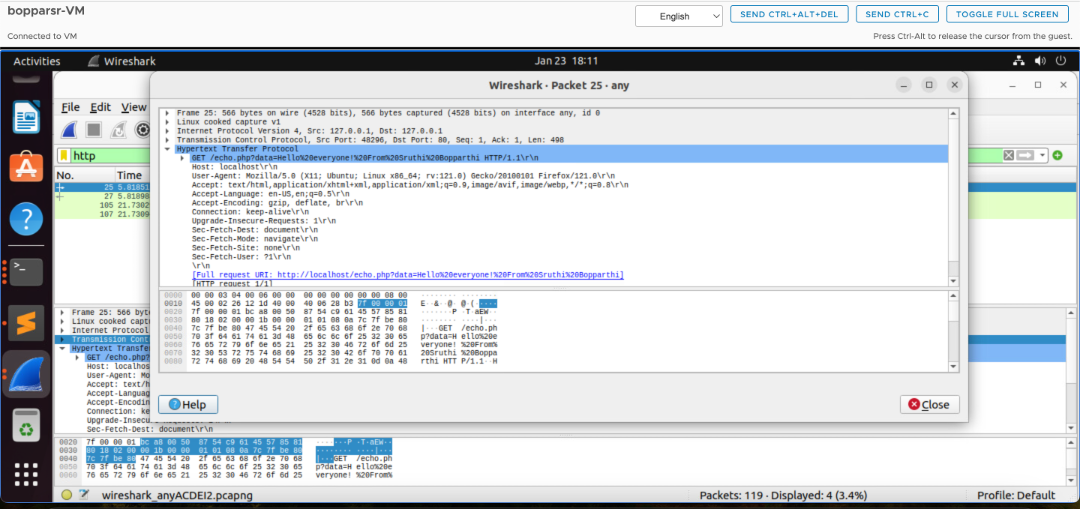 bopparsr-VM
English
SEND CTRL+ALT+DEL
SEND CTRL+C
TOGGLE FULL SCREEN
Connected to VM
Press Ctrl-Alt to release the cursor from the guest.
Activities
Wireshark
Jan 23 18:11
Wireshark · Packet 25 · any
File Edit View
http
No. Time
25 5.81851
27 5.81898
105 21.7302
107 21.7309
Frame 25: 566 bytes on wire (4528 bits), 566 bytes captured (4528 bits) on interface any, id 0
Linux cooked capture v1
Internet Protocol Version 4, Src: 127.0.0.1, Dst: 127.0.0.1
Transmission Control Protocol, Src Port: 48296, Dst Port: 80, Seq: 1, Ack: 1, Len: 498
Hypertext Transfer Protocol
GET /echo.php?data=Hello%20everyone!%20From%20Sruthi%20Bopparthi HTTP/1.1\r\n
Host: localhost\r\n
User-Agent: Mozilla/5.0 (X11; Ubuntu; Linux x86_64; rv:121.0) Gecko/20100101 Firefox/121.0\r\n
Accept: text/html,application/xhtml+xml,application/xml;q=0.9,image/avif,image/webp,*/*;q=0.8\r\n
Accept-Language: en-US,en;q=0.5\r\n
Accept-Encoding: gzip, deflate, br\r\n
Connection: keep-alive\r\n
Upgrade-Insecure-Requests: 1\r\n
Sec-Fetch-Dest: document\r\n
Sec-Fetch-Mode: navigate\r\n
Sec-Fetch-Site: none\r\n
Sec-Fetch-User: ?1\r\n
\r\n
[Full request URI: http://localhost/echo.php?data=Hello%20everyone!%20From%20Sruthi%20Bopparthi]
[HTTP request 1/1]
0000 00 00 03 04 00 06 00 00 00 00 00 00 00 00 08 00 ········ ········
0010 45 00 02 26 12 1d 40 00 40 06 28 b3 7f 00 00 01 E··&··@· @·(·····
0020 7f 00 00 01 bc a8 00 50 87 54 c9 61 45 57 85 81 ·······P ·T·aEW··
0030 80 18 02 00 00 1b 00 00 01 01 08 0a 7c 7f be 80 ········ ····|···
0040 7c 7f be 80 47 45 54 20 2f 65 63 68 6f 2e 70 68 |···GET /echo.ph
0050 70 3f 64 61 74 61 3d 48 65 6c 6c 6f 25 32 30 65 p?data=H ello%20e
0060 76 65 72 79 6f 6e 65 21 25 32 30 46 72 6f 6d 25 veryone! %20From%
0070 32 30 53 72 75 74 68 69 25 32 30 42 6f 70 70 61 20Sruthi %20Boppa
0080 72 74 68 69 20 48 54 54 50 2f 31 2e 31 0d 0a 48 rthi HTT P/1.1··H
Help
Close
Frame 25: 566 byt
Linux cooked capt
Internet Protocol
Transmission Cont
Hypertext Transfe
GET /echo.php?
Host: localhos
User-Agent: Mo
Accept: text/h
Accept-Languag
Accept-Encodin
Connection: ke
Upgrade-Insecu
Sec-Fetch-Dest: document\r\n
0020 7f 00 00 01 bc a8 00 50 87 54 c9 61 45 57 85 81 ·······P ·T·aEW··
0030 80 18 02 00 00 1b 00 00 01 01 08 0a 7c 7f be 80 ········ ····|···
0040 7c 7f be 80 47 45 54 20 2f 65 63 68 6f 2e 70 68 |···GET /echo.ph
0050 70 3f 64 61 74 61 3d 48 65 6c 6c 6f 25 32 30 65 p?data=H ello%20e
0060 76 65 72 79 6f 6e 65 21 25 32 30 46 72 6f 6d 25 veryone! %20From%
wireshark_anyACDEI2.pcapng
Packets: 119 · Displayed: 4 (3.4%)
Profile: Default